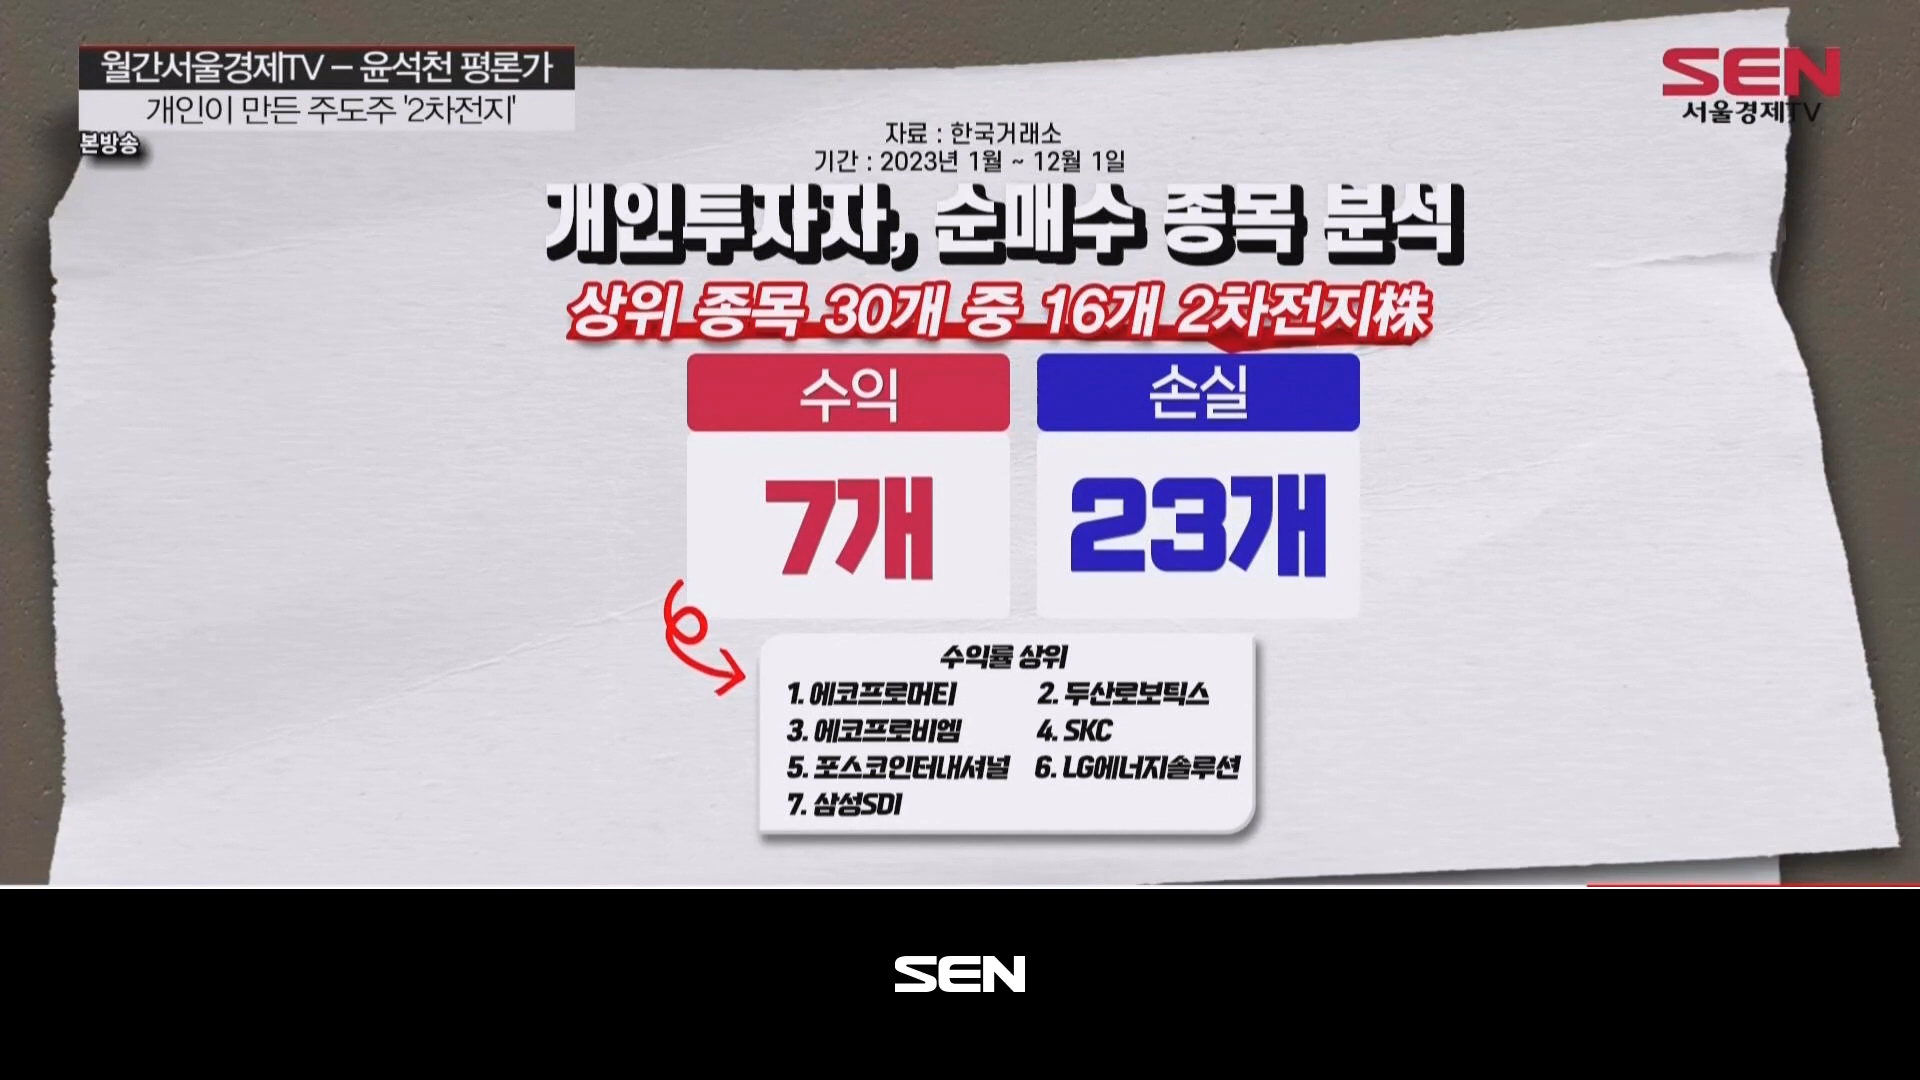 월간서울경제TV – 윤석천 평론가
개인이 만든 주도주 '2차전지'
본방송
SEN
서울경제TV
자료 : 한국거래소
기간 : 2023년 1월 ~ 12월 1일
개인투자자, 순매수 종목 분석
상위 종목 30개 중 16개 2차전지株
수익
손실
7개
23개
수익률 상위
1. 에코프로머티
2. 두산로보틱스
3. 에코프로비엠
4. SKC
5. 포스코인터내셔널
6. LG에너지솔루션
7. 삼성SDI
SEN